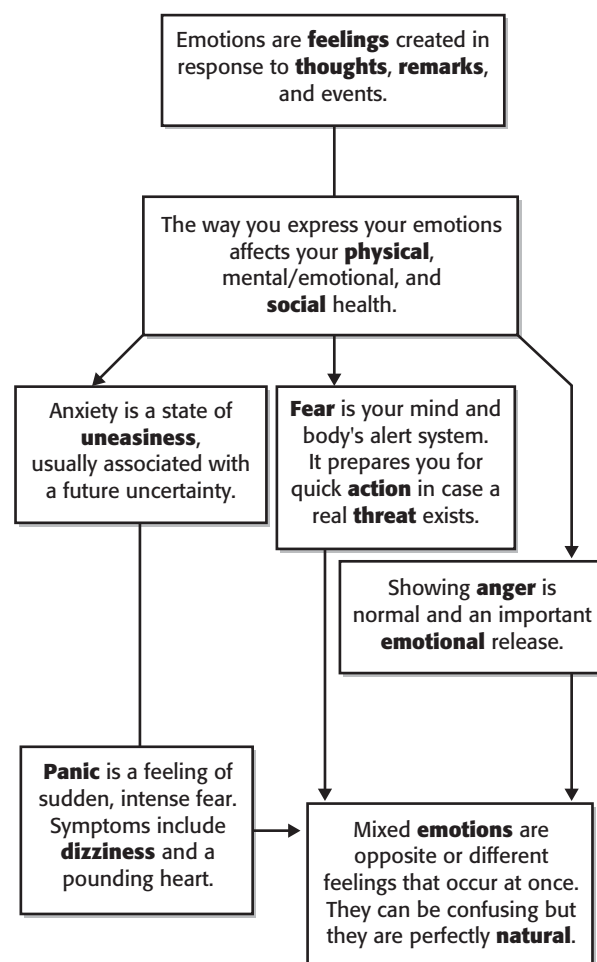 Emotions are feelings created in
response to thoughts, remarks,
and events.
The way you express your emotions
affects your physical,
mental/emotional, and
social health.
Anxiety is a state of
uneasiness,
usually associated with
a future uncertainty.
Fear is your mind and
body's alert system.
It prepares you for
quick action in case a
real threat exists.
Showing anger is
normal and an important
emotional release.
Panic is a feeling of
sudden, intense fear.
Symptoms include
dizziness and a
pounding heart.
Mixed emotions are
opposite or different
feelings that occur at once.
They can be confusing but
they are perfectly natural.